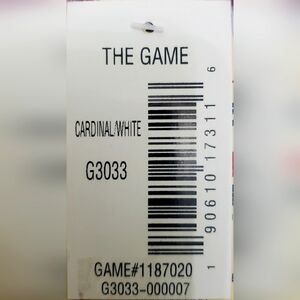 THE GAME
CARDINAL/WHITE
G3033
1 90610 17311 6
GAME#1187020
G3033-000007